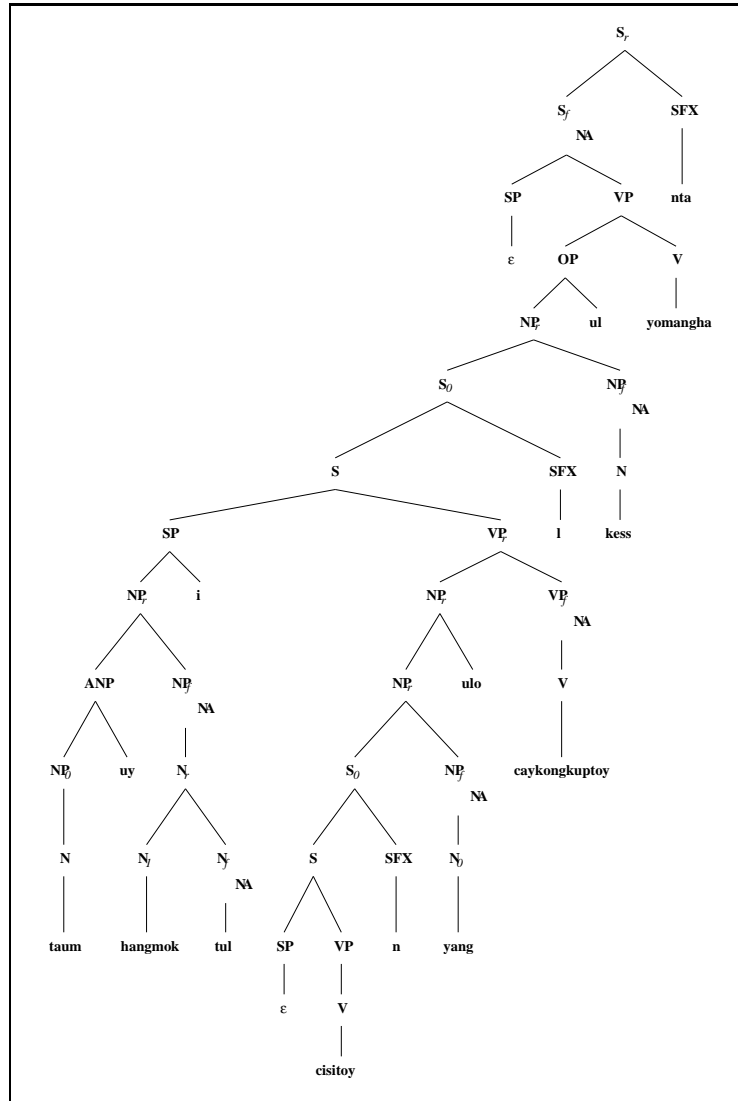 S_r
S_f SFX
NA
SP VP nta
ε OP V
NP_r ul yomangha
S_0 NP_f
NA
S SFX N
SP VP_r l kess
NP_r i NP_r VP_f
NA
ANP NP_f NP_r ulo V
NA
NP_0 uy N_r S_0 NP_f caykongkuptoy
NA
N N_1 N_f S SFX N_0
NA
taum hangmok tul SP VP n yang
ε V
cisitoy